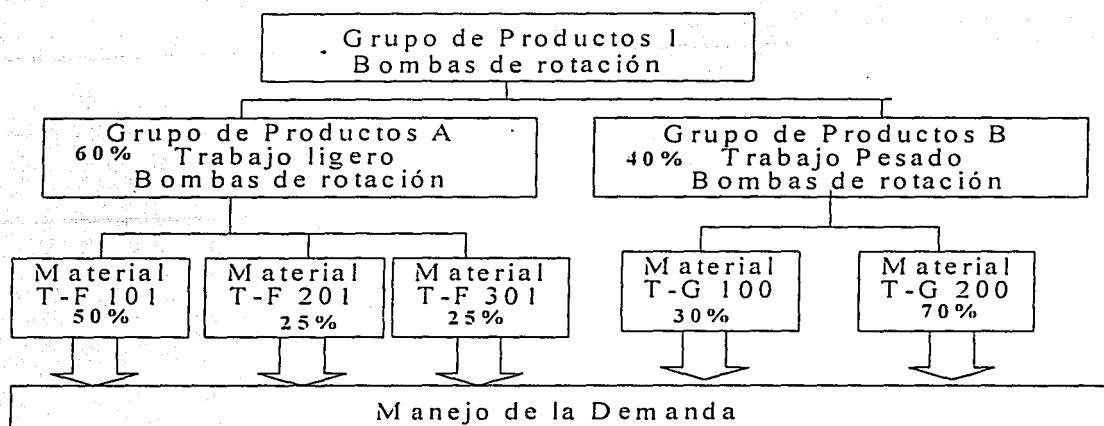 Grupo de Productos 1
Bombas de rotación
Grupo de Productos A
60% Trabajo ligero
Bombas de rotación
Grupo de Productos B
40% Trabajo Pesado
Bombas de rotación
Material
T-F 101
50%
Material
T-F 201
25%
Material
T-F 301
25%
Material
T-G 100
30%
Material
T-G 200
70%
Manejo de la Demanda